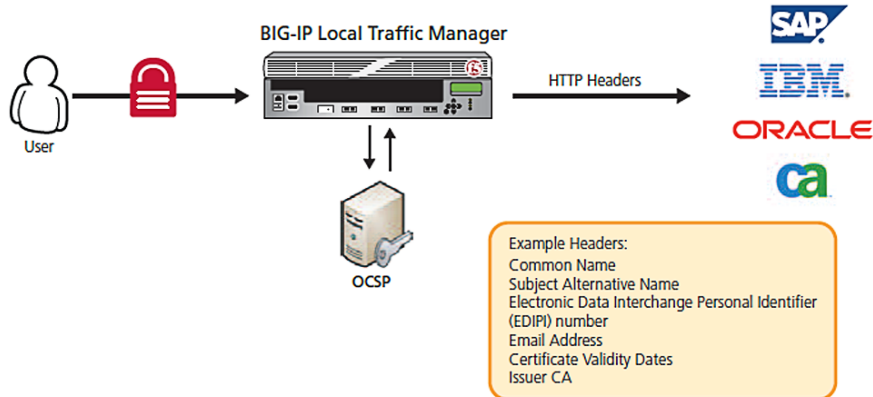 BIG-IP Local Traffic Manager
f5
User
HTTP Headers
SAP
IBM.
ORACLE
ca
OCSP
Example Headers:
Common Name
Subject Alternative Name
Electronic Data Interchange Personal Identifier
(EDIPI) number
Email Address
Certificate Validity Dates
Issuer CA